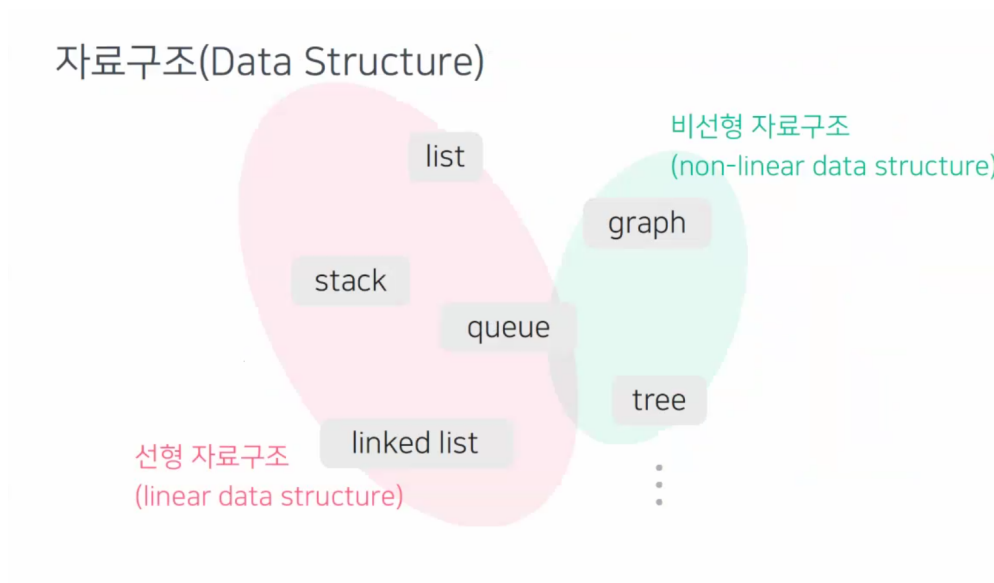 자료구조(Data Structure)
list
비선형 자료구조
(non-linear data structure)
graph
stack
queue
tree
linked list
선형 자료구조
(linear data structure)